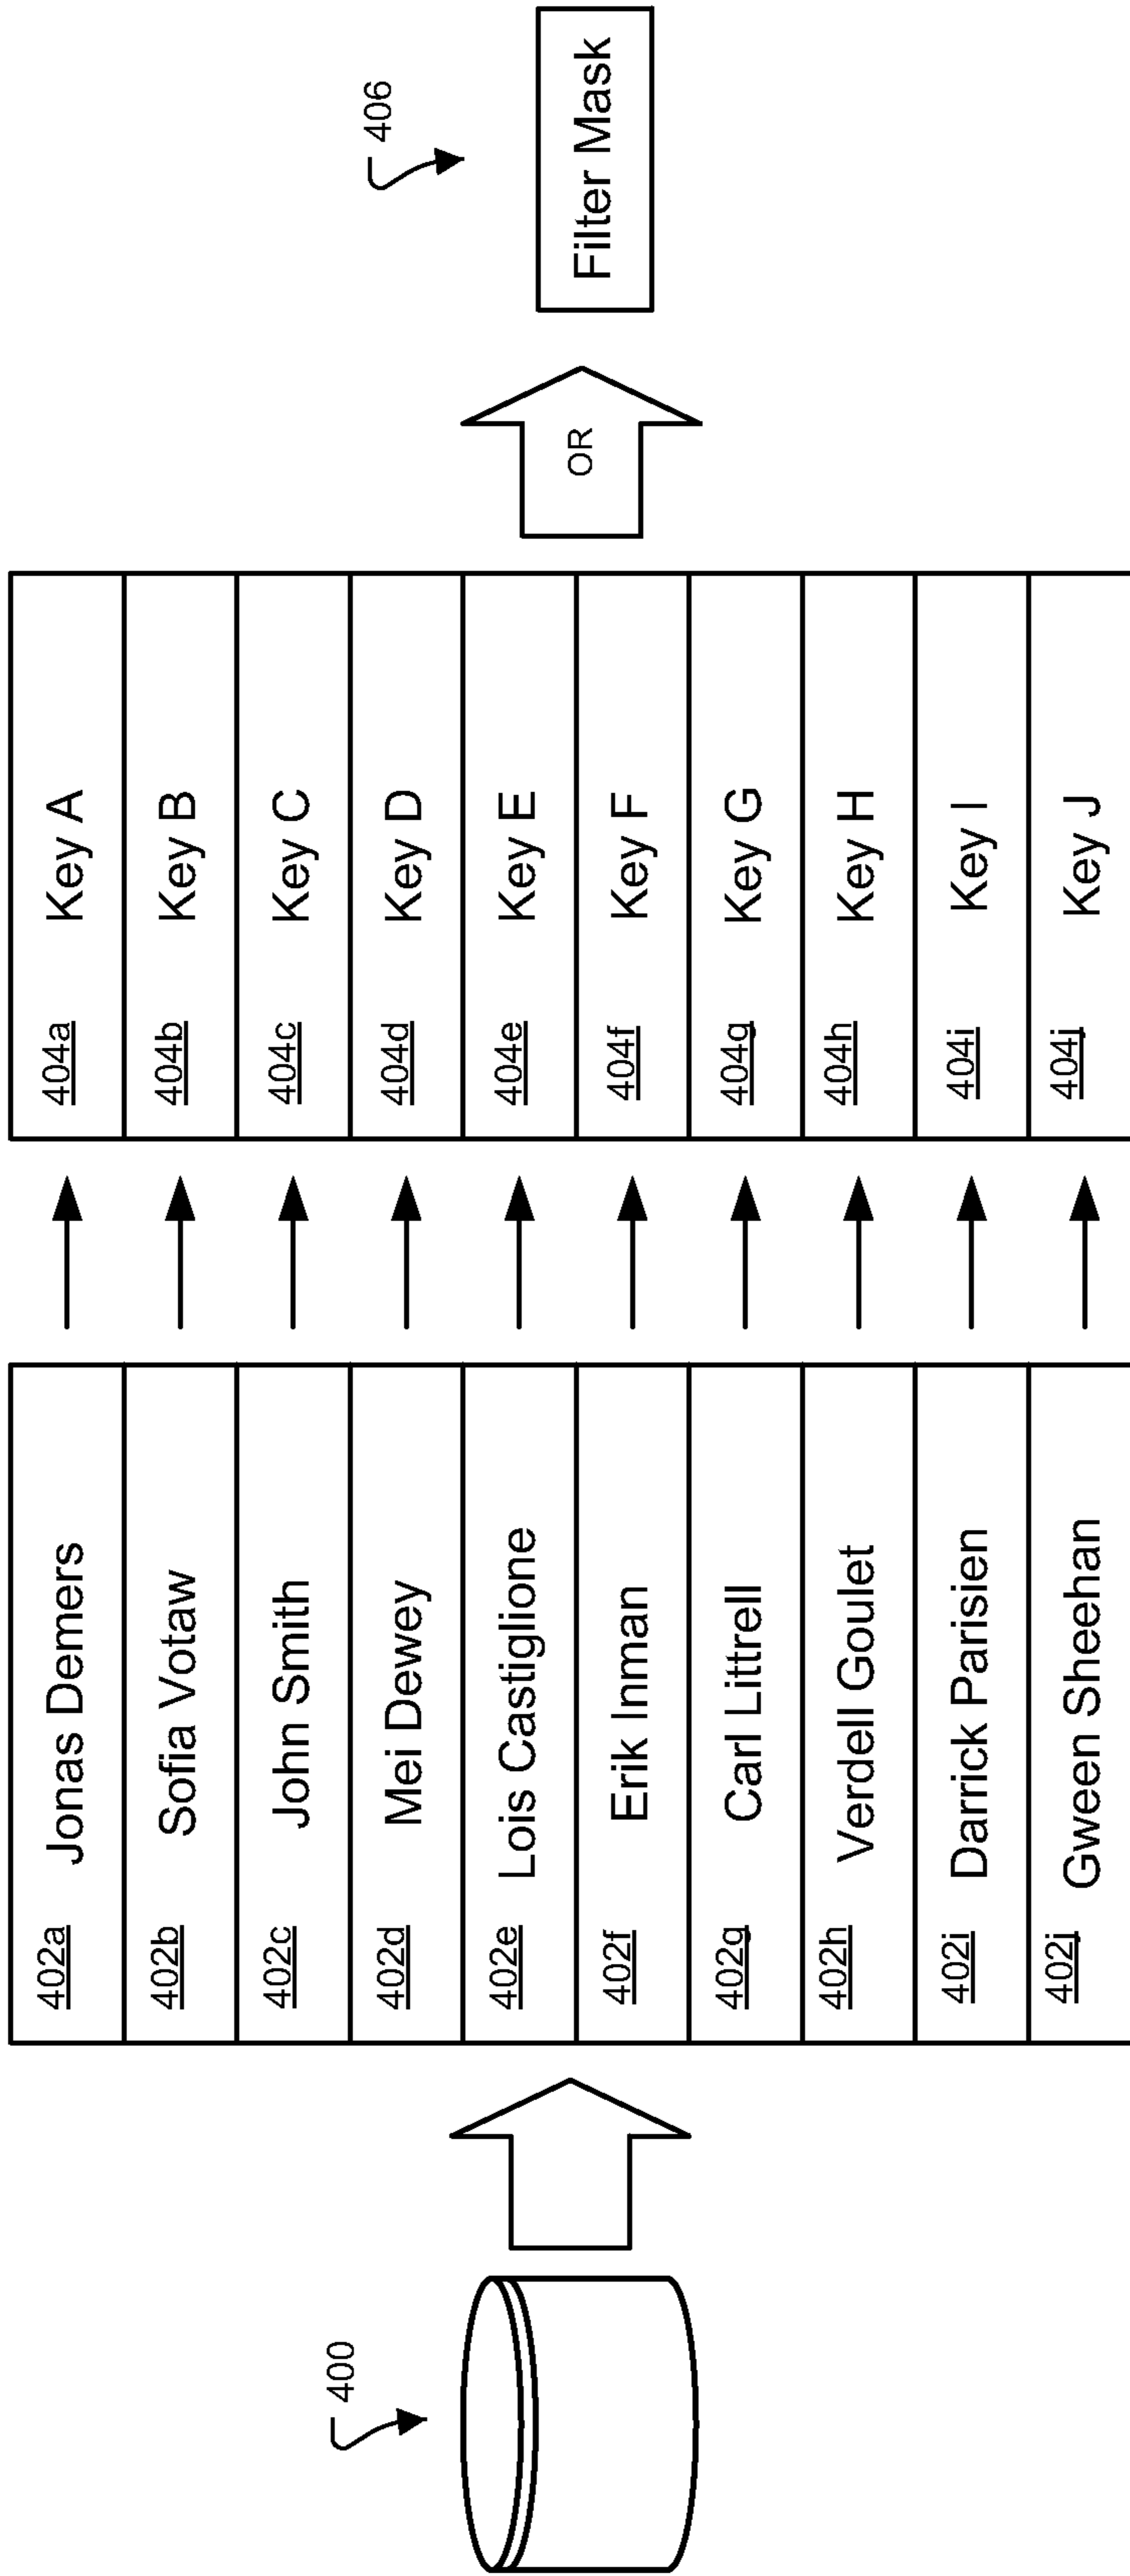 400
402a Jonas Demers
402b Sofia Votaw
402c John Smith
402d Mei Dewey
402e Lois Castiglione
402f Erik Inman
402g Carl Littrell
402h Verdell Goulet
402i Darrick Parisien
402j Gween Sheehan
404a Key A
404b Key B
404c Key C
404d Key D
404e Key E
404f Key F
404g Key G
404h Key H
404i Key I
404j Key J
OR
406
Filter Mask